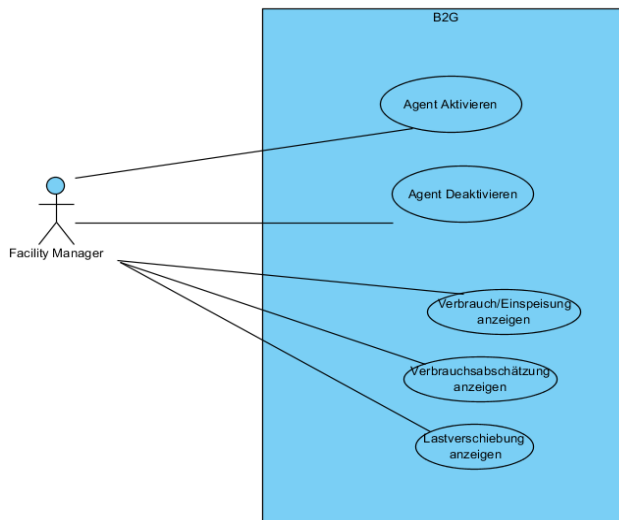 B2G
Agent Aktivieren
Agent Deaktivieren
Facility Manager
Verbrauch/Einspeisung
anzeigen
Verbrauchsabschätzung
anzeigen
Lastverschiebung
anzeigen